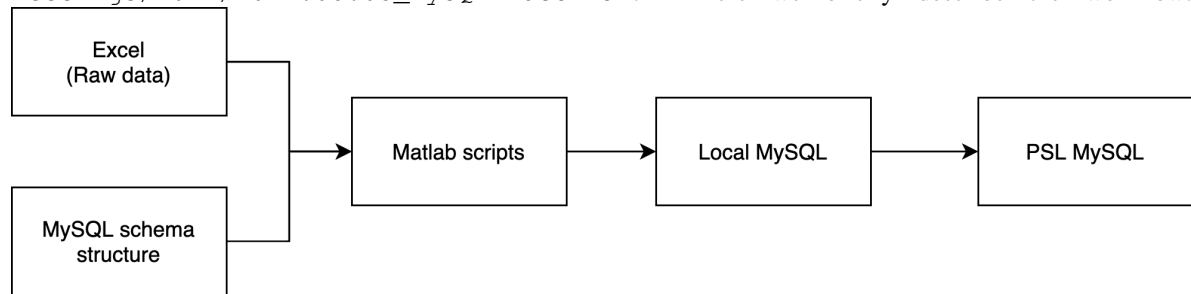 Excel
(Raw data)
Matlab scripts
Local MySQL
PSL MySQL
MySQL schema
structure